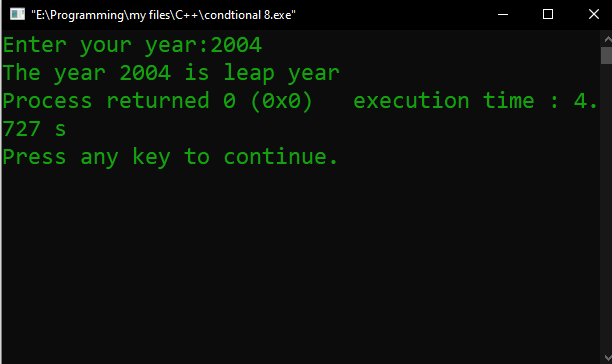 "E:\Programming\my files\C++\condtional 8.exe"
Enter your year:2004
The year 2004 is leap year
Process returned 0 (0x0)   execution time : 4.
727 s
Press any key to continue.